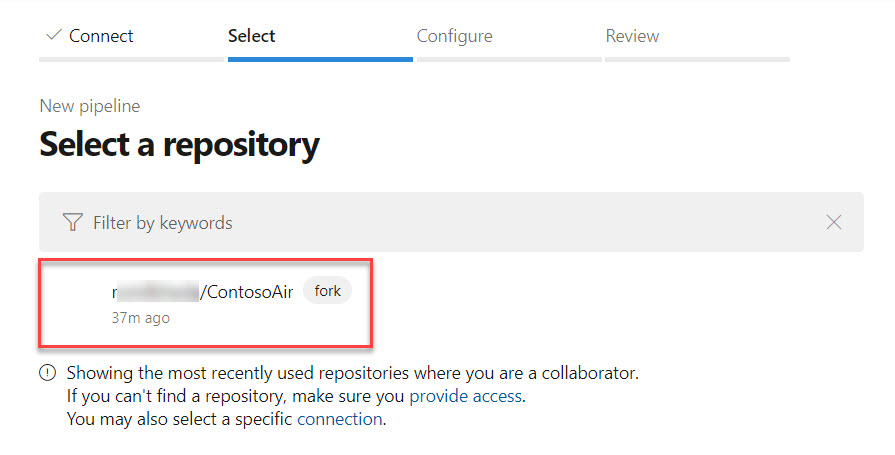 Connect Select Configure Review
New pipeline
Select a repository
Filter by keywords
/ContosoAir fork
37m ago
Showing the most recently used repositories where you are a collaborator.
If you can't find a repository, make sure you provide access.
You may also select a specific connection.